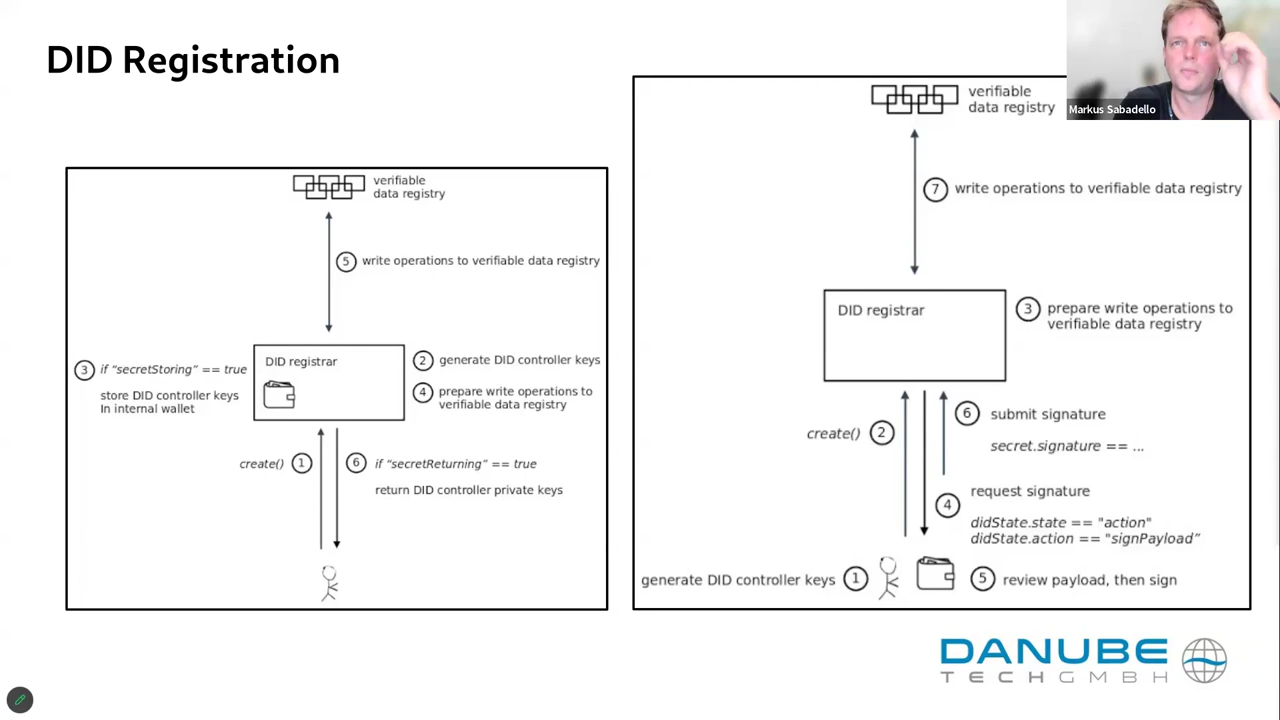 DID Registration
Markus Sabadello
verifiable
data registry
5 write operations to verifiable data registry
3 if "secretStoring" == true
store DID controller keys
In internal wallet
DID registrar
2 generate DID controller keys
4 prepare write operations to
verifiable data registry
create() 1
6 if "secretReturning" == true
return DID controller private keys
verifiable
data registry
7 write operations to verifiable data registry
DID registrar
3 prepare write operations to
verifiable data registry
create() 2
6 submit signature
secret.signature == ...
4 request signature
didState.state == "action"
didState.action == "signPayload"
generate DID controller keys 1
5 review payload, then sign
DANUBE
TECH GMBH